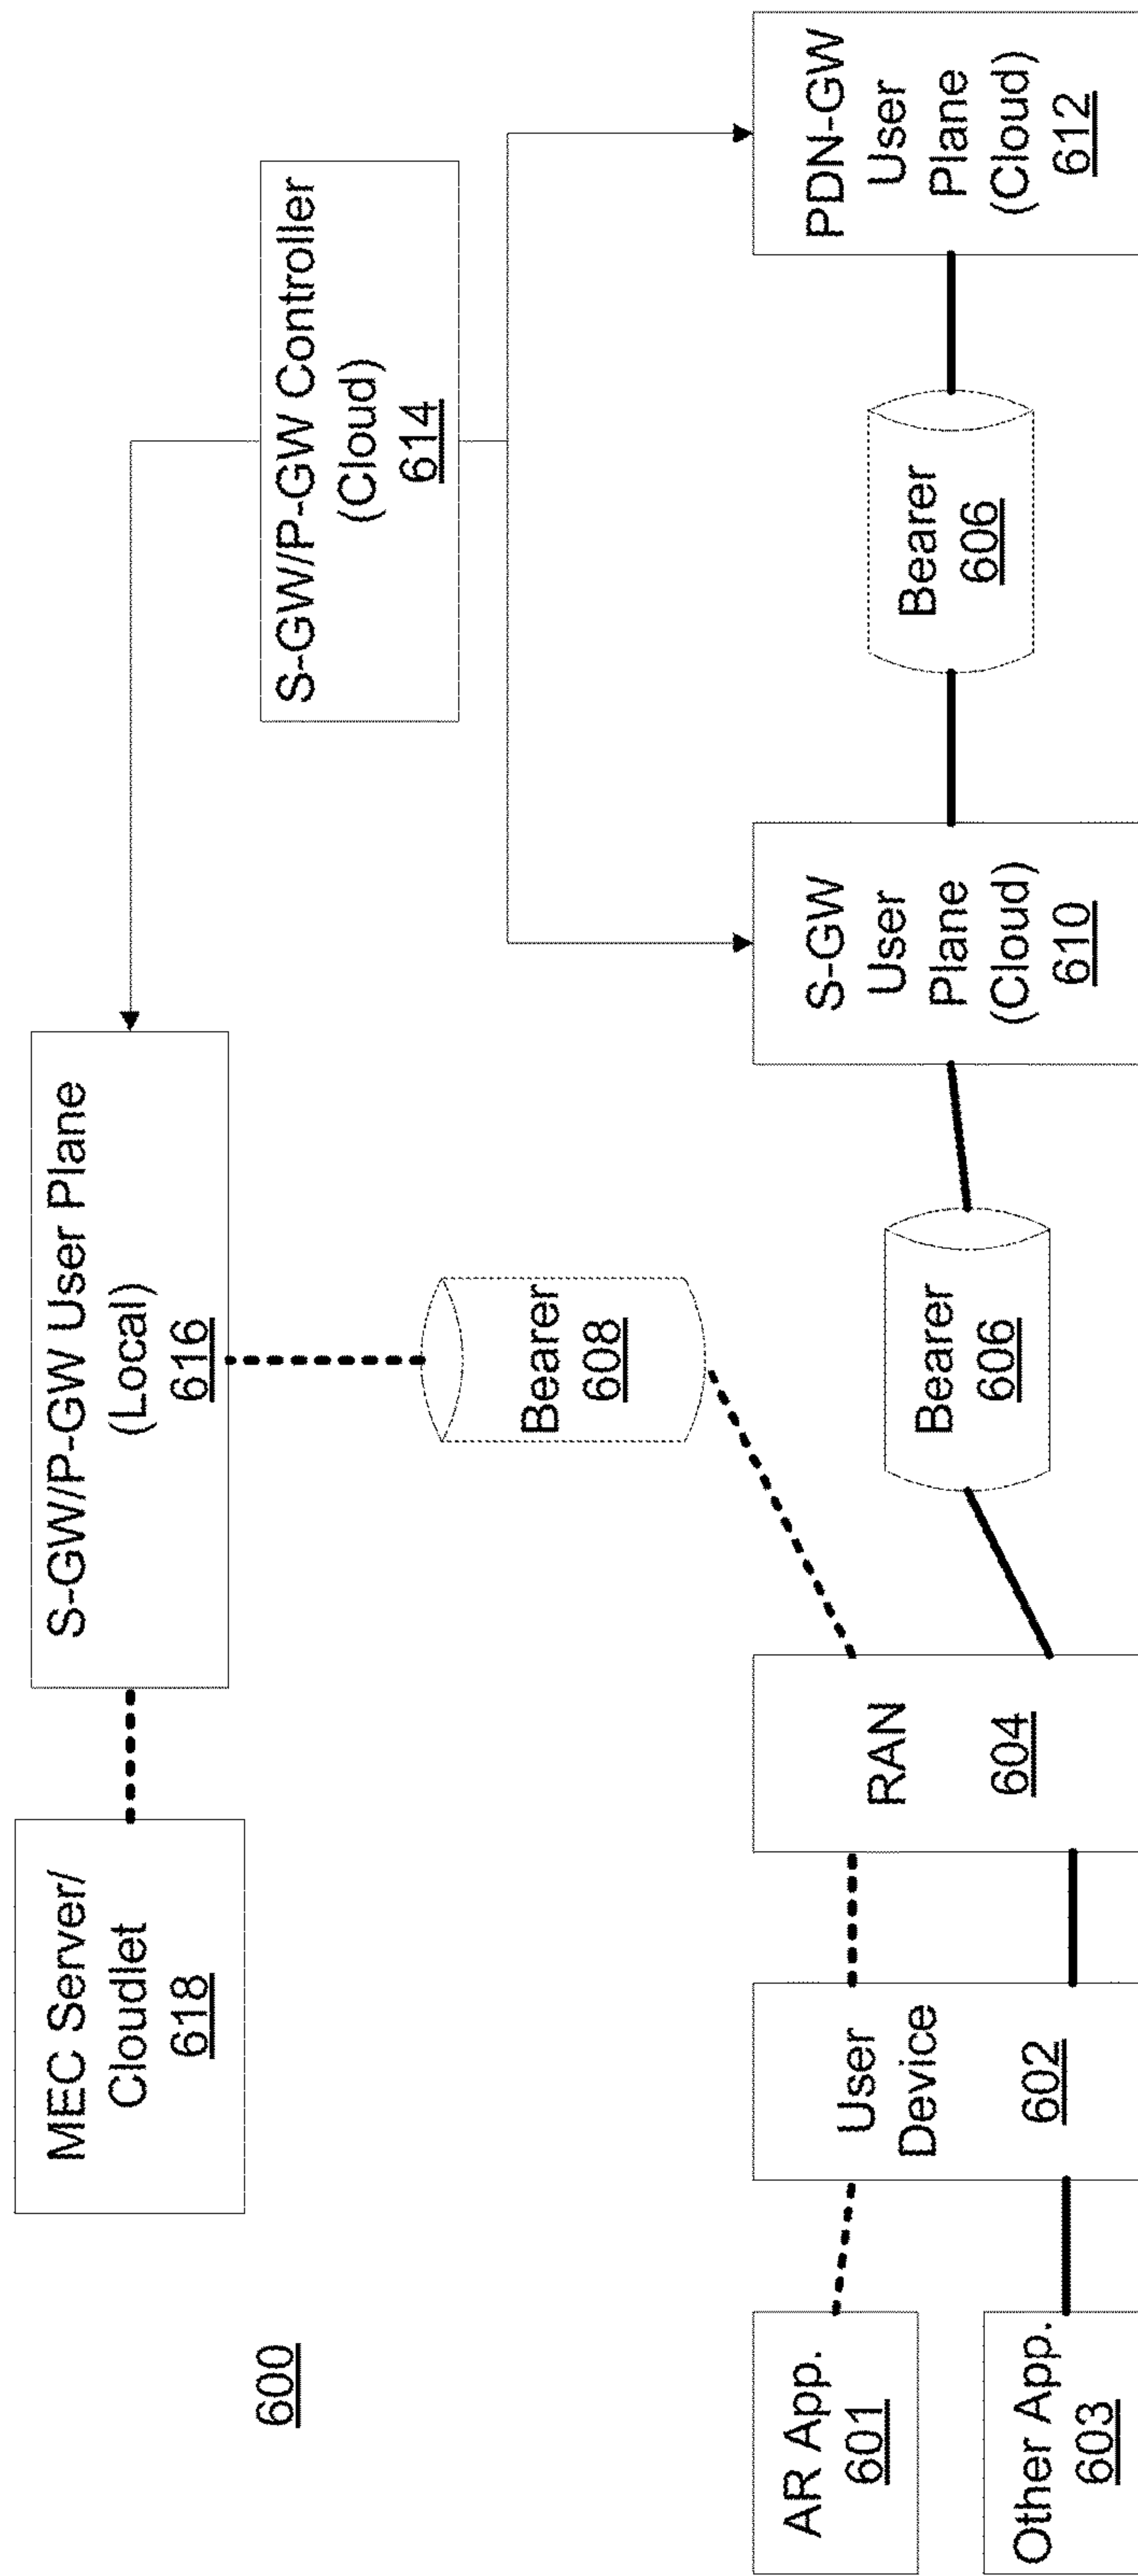 600
MEC Server/
Cloudlet
618
S-GW/P-GW User Plane
(Local)
616
S-GW/P-GW Controller
(Cloud)
614
Bearer
608
AR App.
601
Other App.
603
User
Device
602
RAN
604
Bearer
606
S-GW
User
Plane
(Cloud)
610
Bearer
606
PDN-GW
User
Plane
(Cloud)
612